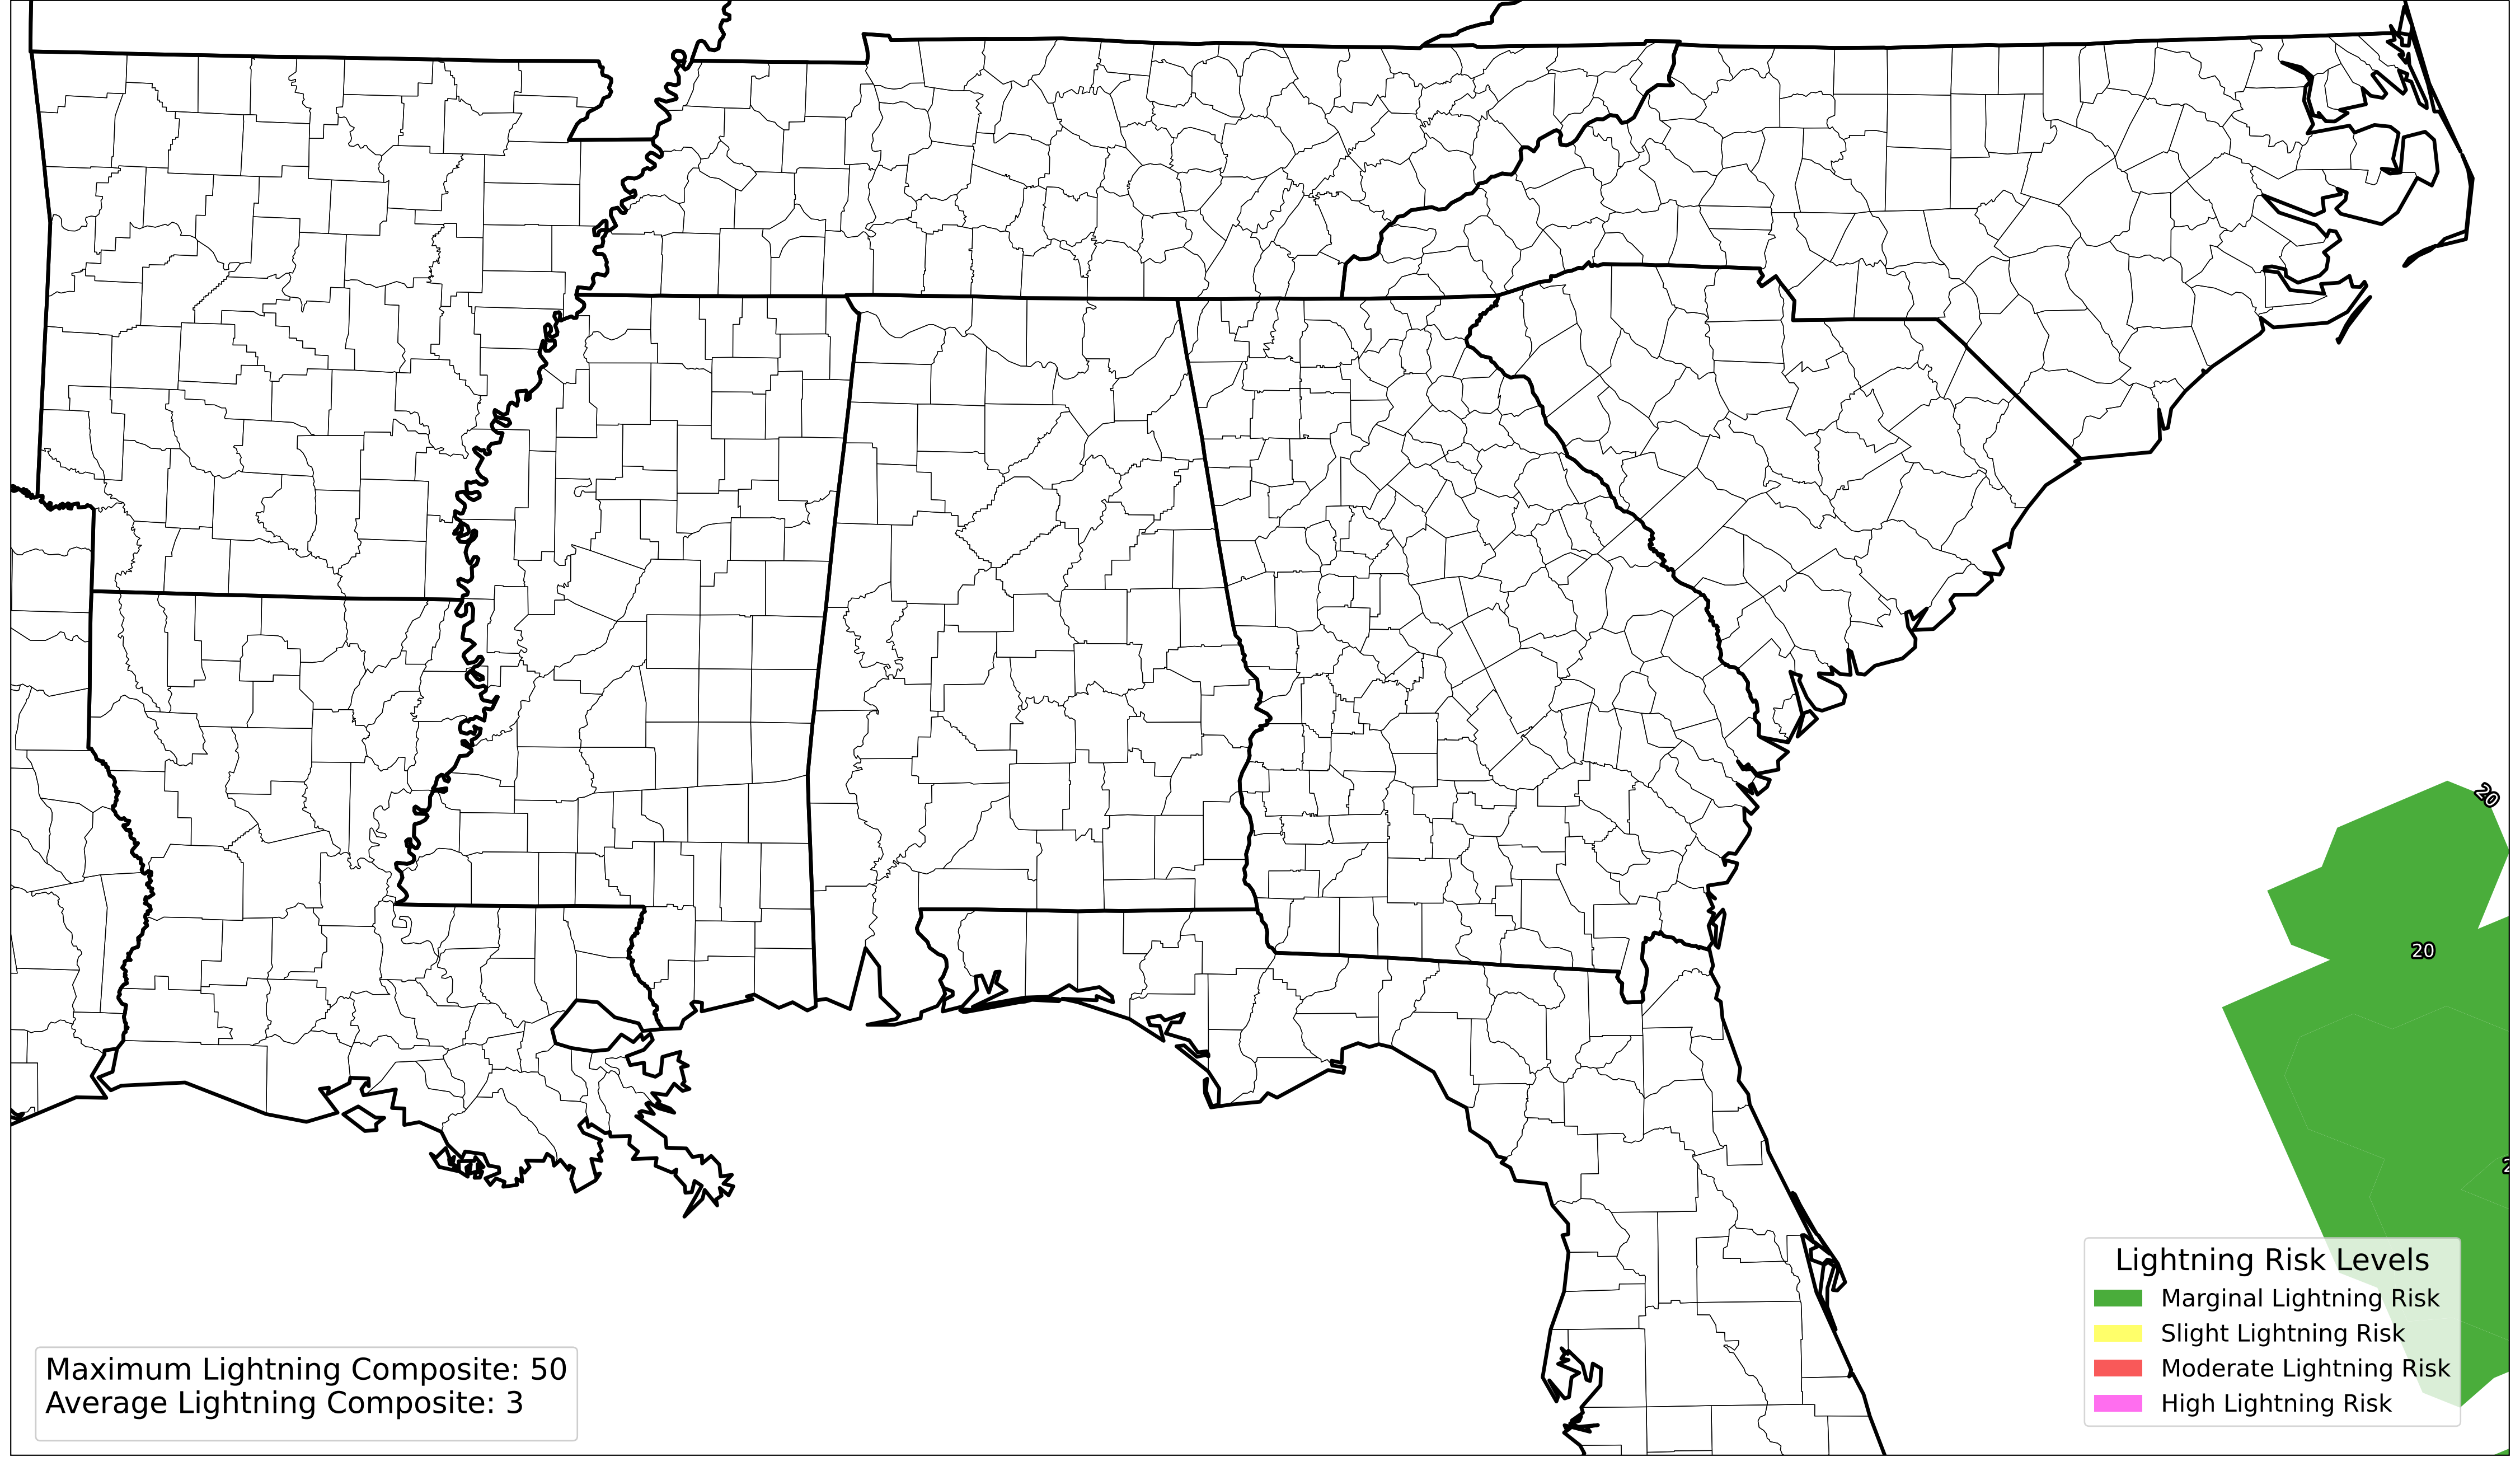 20
20
Lightning Risk Levels
Marginal Lightning Risk
Slight Lightning Risk
Moderate Lightning Risk
High Lightning Risk
Maximum Lightning Composite: 50
Average Lightning Composite: 3